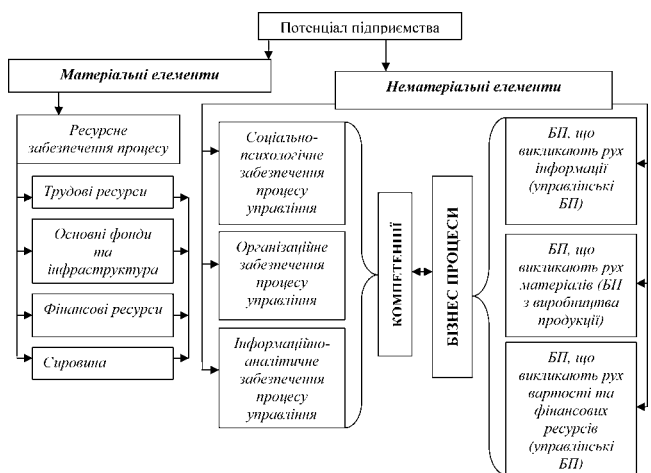 Потенціал підприємства
Матеріальні елементи
Нематеріальні елементи
Ресурсне
забезпечення процесу
Трудові ресурси
Основні фонди
та
інфраструктура
Фінансові ресурси
Сировина
Соціально-
психологічне
забезпечення
процесу
управління
Організаційне
забезпечення
процесу
управління
Інформаційно-
аналітичне
забезпечення
процесу
управління
КОМПЕТЕНЦІЇ
БІЗНЕС ПРОЦЕСИ
БП, що
викликають рух
інформації
(управлінські
БП)
БП, що
викликають рух
матеріалів (БП
з виробництва
продукції)
БП, що
викликають рух
вартості та
фінансових
ресурсів
(управлінські
БП)